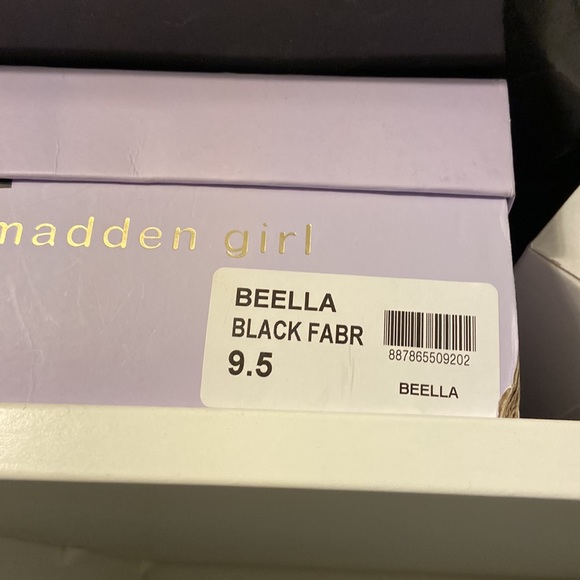 madden girl
BEELLA
BLACK FABR
9.5
887865509202
BEELLA